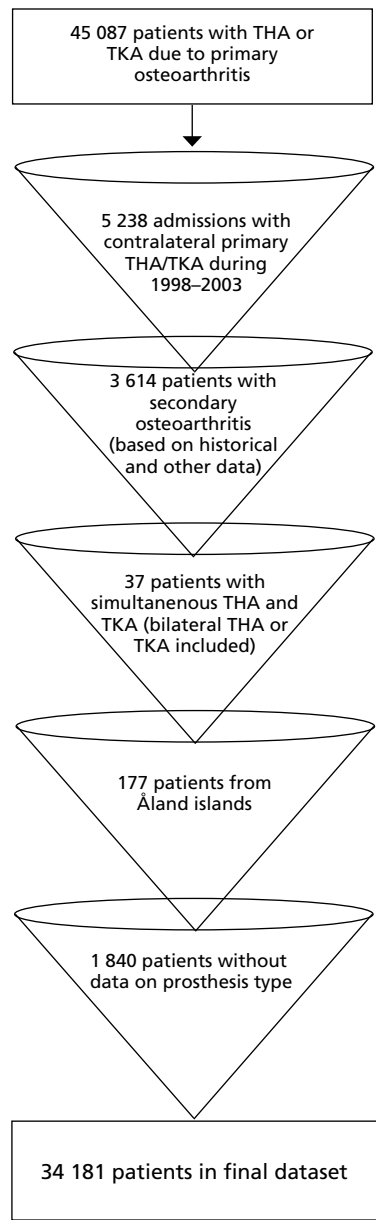 45 087 patients with THA or
TKA due to primary
osteoarthritis
5 238 admissions with
contralateral primary
THA/TKA during
1998–2003
3 614 patients with
secondary
osteoarthritis
(based on historical
and other data)
37 patients with
simultanenous THA and
TKA (bilateral THA or
TKA included)
177 patients from
Åland islands
1 840 patients without
data on prosthesis type
34 181 patients in final dataset